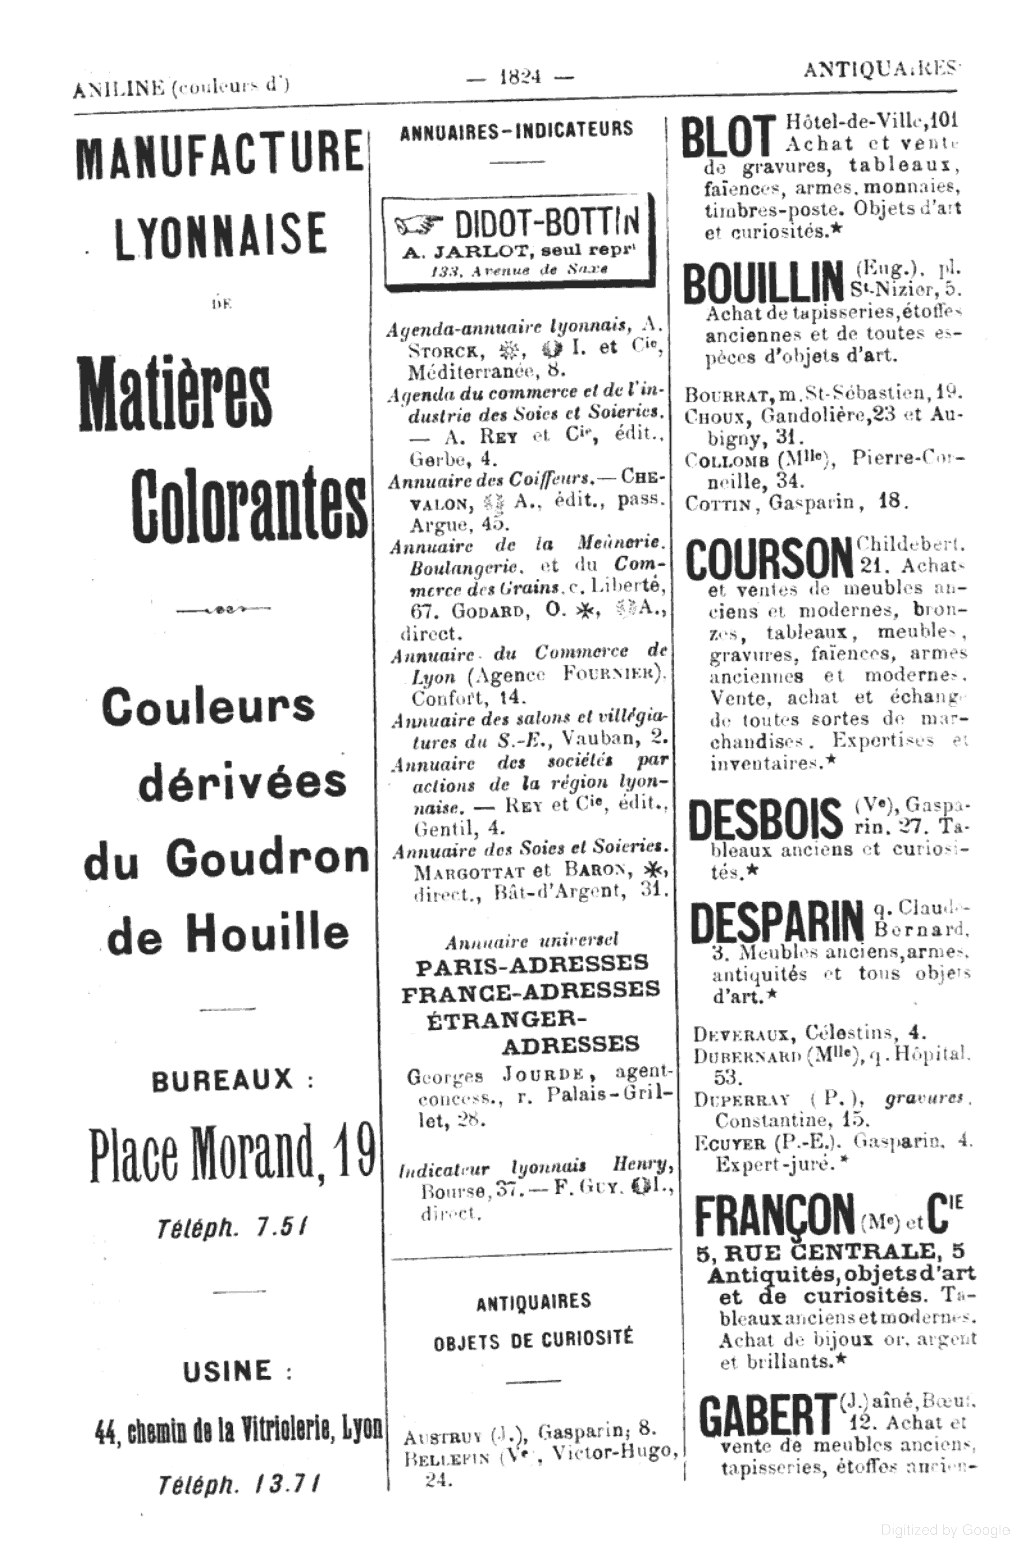 ANILINE (couleurs d')
— 1824 —
ANTIQUAIRES
MANUFACTURE
LYONNAISE
DE
Matières
Colorantes
Couleurs
dérivées
du Goudron
de Houille
BUREAUX :
Place Morand, 19
Téléph. 7.51
USINE :
44, chemin de la Vitriolerie, Lyon
Téléph. 13.71
ANNUAIRES-INDICATEURS
DIDOT-BOTTIN
A. JARLOT, seul repr^t
133, Avenue de Saxe
Agenda-annuaire lyonnais, A.
STORCK, I. et Cie,
Méditerranée, 8.
Agenda du commerce et de l'in-
dustrie des Soies et Soieries.
— A. REY et Cie, édit.,
Gerbe, 4.
Annuaire des Coiffeurs. — CHE-
VALON, A., édit., pass.
Argue, 45.
Annuaire de la Meûnerie,
Boulangerie, et du Com-
merce des Grains, c. Liberté,
67. GODARD, O. ✻, A.,
direct.
Annuaire du Commerce de
Lyon (Agence FOURNIER).
Confort, 14.
Annuaire des salons et villégia-
tures du S.-E., Vauban, 2.
Annuaire des sociétés par
actions de la région lyon-
naise. — REY et Cie, édit.,
Gentil, 4.
Annuaire des Soies et Soieries.
MARGOTTAT et BARON, ✻,
direct., Bât-d'Argent, 31.
Annuaire universel
PARIS-ADRESSES
FRANCE-ADRESSES
ÉTRANGER-
ADRESSES
Georges JOURDE, agent-
concess., r. Palais-Gril-
let, 28.
Indicateur lyonnais Henry,
Bourse, 37. — F. GUY, I.,
direct.
ANTIQUAIRES
OBJETS DE CURIOSITÉ
AUSTRUY (J.), Gasparin, 8.
BELLEFIN (Ve), Victor-Hugo,
24.
BLOT Hôtel-de-Ville, 101
Achat et vente
de gravures, tableaux,
faïences, armes, monnaies,
timbres-poste. Objets d'art
et curiosités.★
BOUILLIN (Eug.), pl.
St-Nizier, 5.
Achat de tapisseries, étoffes
anciennes et de toutes es-
pèces d'objets d'art.
BOURRAT, m. St-Sébastien, 19.
CHOUX, Gandolière, 23 et Au-
bigny, 31.
COLLOMB (Mlle), Pierre-Cor-
neille, 34.
COTTIN, Gasparin, 18.
COURSON Childebert,
21. Achats
et ventes de meubles an-
ciens et modernes, bron-
zes, tableaux, meubles,
gravures, faïences, armes
anciennes et modernes.
Vente, achat et échange
de toutes sortes de mar-
chandises. Expertises et
inventaires.★
DESBOIS (Ve), Gaspa-
rin, 27. Ta-
bleaux anciens et curiosi-
tés.★
DESPARIN q. Claude-
Bernard,
3. Meubles anciens, armes,
antiquités et tous objets
d'art.★
DEVERAUX, Célestins, 4.
DUBERNARD (Mlle), q. Hôpital,
53.
DUPERRAY (P.), gravures,
Constantine, 15.
ECUYER (P.-E.). Gasparin, 4.
Expert-juré.★
FRANÇON (Me) et CIE
5, RUE CENTRALE, 5
Antiquités, objets d'art
et de curiosités. Ta-
bleaux anciens et modernes.
Achat de bijoux or, argent
et brillants.★
GABERT (J.) aîné, Bœuf,
12. Achat et
vente de meubles anciens,
tapisseries, étoffes ancien-
Digitized by Google